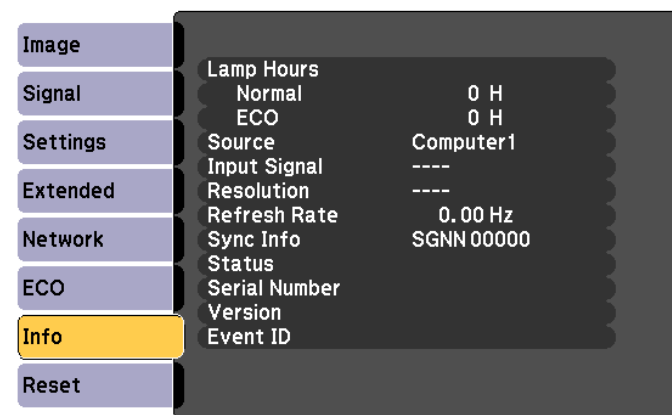 Image
Signal
Settings
Extended
Network
ECO
Info
Reset
Lamp Hours
Normal 0 H
ECO 0 H
Source Computer1
Input Signal ----
Resolution ----
Refresh Rate 0.00 Hz
Sync Info SGNN 00000
Status
Serial Number
Version
Event ID